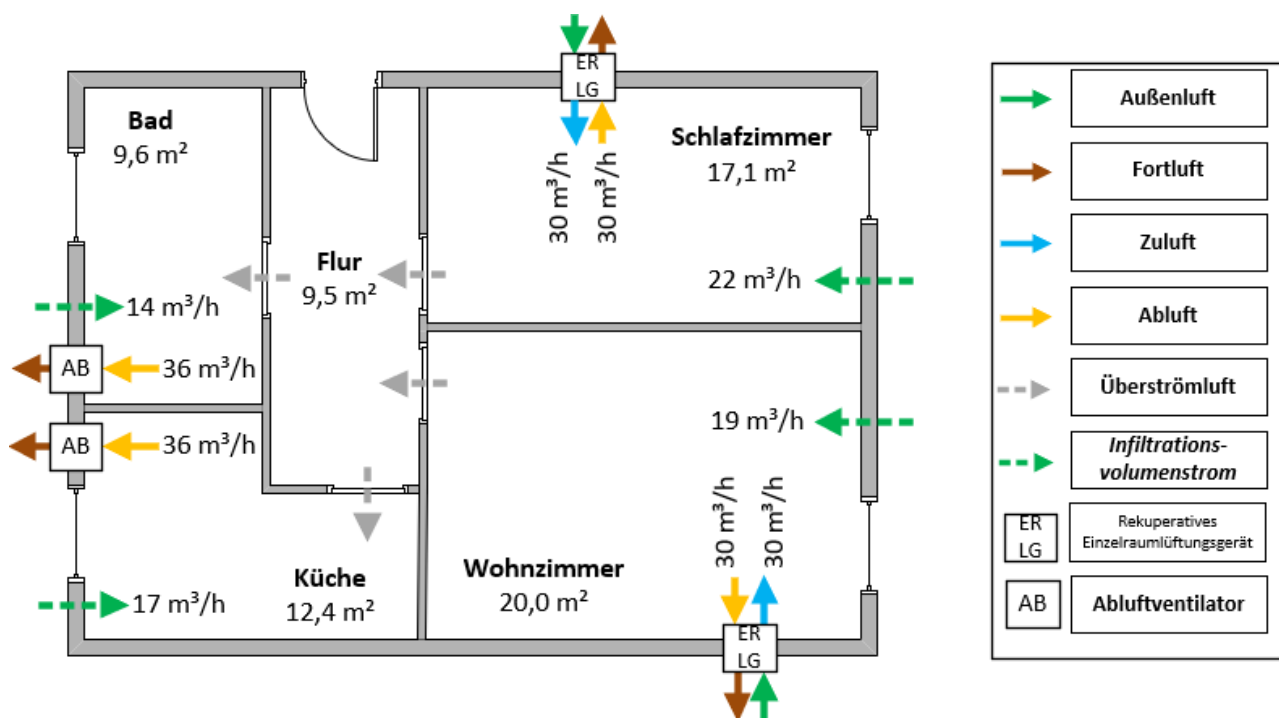 ER
LG
Bad
9,6 m²
Schlafzimmer
17,1 m²
30 m³/h
30 m³/h
Flur
9,5 m²
22 m³/h
14 m³/h
AB
36 m³/h
19 m³/h
AB
36 m³/h
30 m³/h
30 m³/h
Küche
12,4 m²
Wohnzimmer
20,0 m²
17 m³/h
ER
LG
Außenluft
Fortluft
Zuluft
Abluft
Überströmluft
Infiltrations-
volumenstrom
ER
LG
Rekuperatives
Einzelraumlüftungsgerät
AB
Abluftventilator